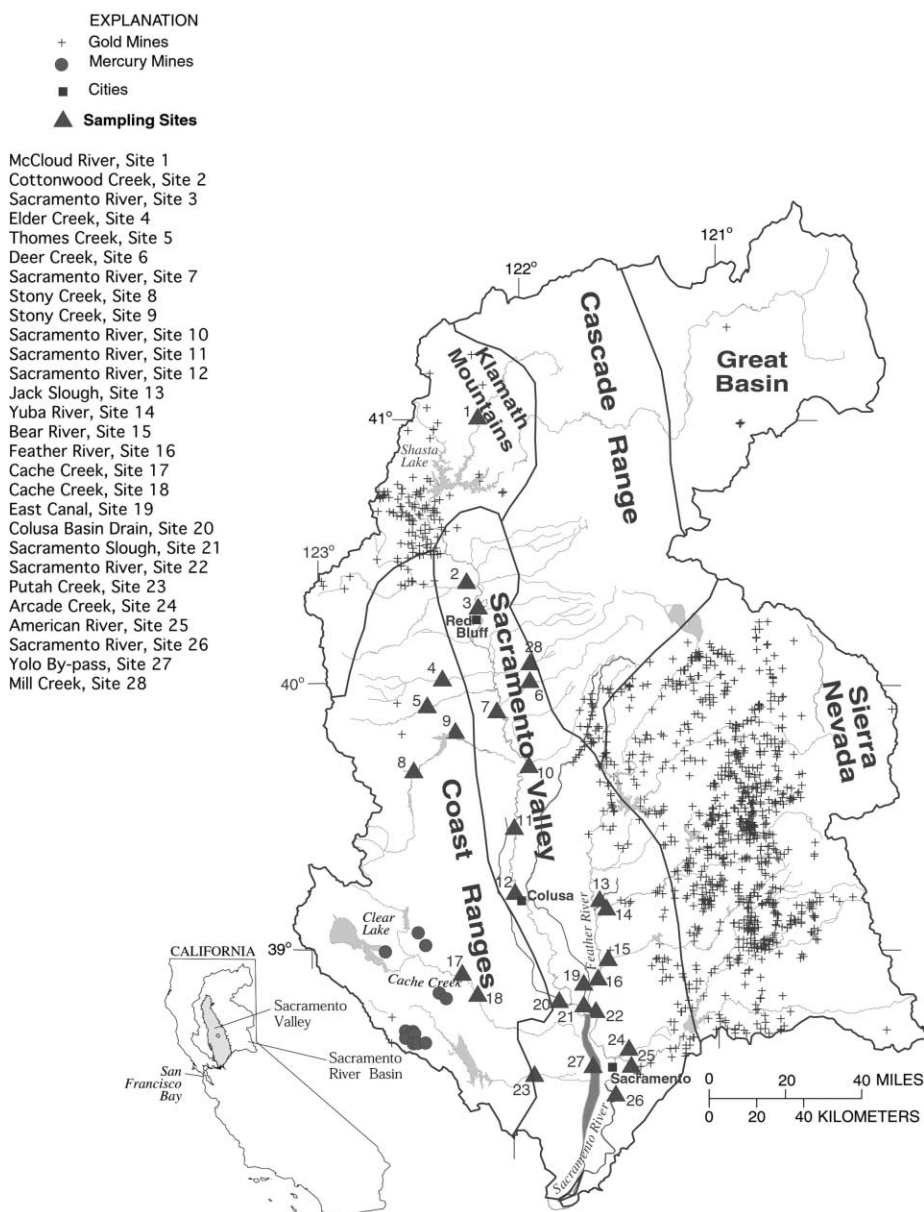 EXPLANATION
Gold Mines
Mercury Mines
Cities
Sampling Sites
McCloud River, Site 1
Cottonwood Creek, Site 2
Sacramento River, Site 3
Elder Creek, Site 4
Thomes Creek, Site 5
Deer Creek, Site 6
Sacramento River, Site 7
Stony Creek, Site 8
Stony Creek, Site 9
Sacramento River, Site 10
Sacramento River, Site 11
Sacramento River, Site 12
Jack Slough, Site 13
Yuba River, Site 14
Bear River, Site 15
Feather River, Site 16
Cache Creek, Site 17
Cache Creek, Site 18
East Canal, Site 19
Colusa Basin Drain, Site 20
Sacramento Slough, Site 21
Sacramento River, Site 22
Putah Creek, Site 23
Arcade Creek, Site 24
American River, Site 25
Sacramento River, Site 26
Yolo By-pass, Site 27
Mill Creek, Site 28
121°
122°
Cascade Range
Great
Basin
Klamath
Mountains
1
41°
Shasta
Lake
123°
2
3
Red
Bluff
Sacramento Valley
28
6
4
40°
5
7
9
8
10
Sierra
Nevada
Coast Ranges
11
12
Colusa
13
14
Feather River
Clear
Lake
39°
15
17
Cache Creek
18
19
16
20
21
22
CALIFORNIA
Sacramento
Valley
Sacramento
River Basin
San
Francisco
Bay
24
25
27
Sacramento
23
26
Sacramento River
0 20 40 MILES
0 20 40 KILOMETERS